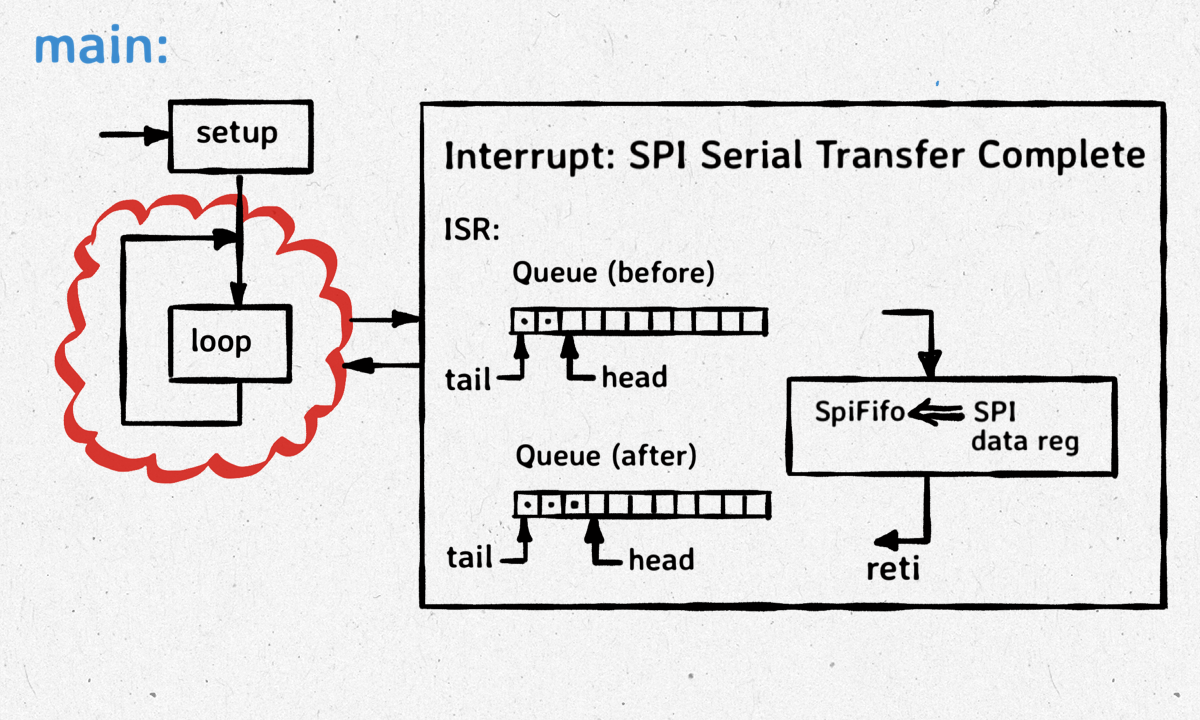 main:
setup
loop
Interrupt: SPI Serial Transfer Complete
ISR:
Queue (before)
tail
head
Queue (after)
tail
head
SpiFifo
SPI
data reg
reti